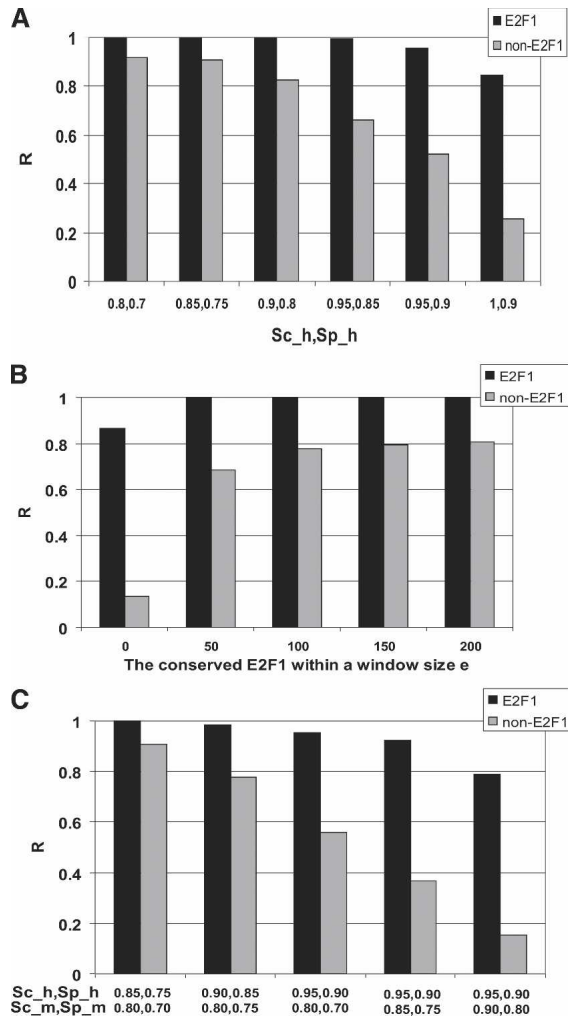 A
E2F1
non-E2F1
1
0.8
0.6
0.4
0.2
0
R
0.8,0.7 0.85,0.75 0.9,0.8 0.95,0.85 0.95,0.9 1,0.9
Sc_h,Sp_h
B
E2F1
non-E2F1
1
0.8
0.6
0.4
0.2
0
R
0 50 100 150 200
The conserved E2F1 within a window size e
C
E2F1
non-E2F1
1
0.8
0.6
0.4
0.2
0
R
Sc_h,Sp_h 0.85,0.75 0.90,0.85 0.95,0.90 0.95,0.90 0.95,0.90
Sc_m,Sp_m 0.80,0.70 0.80,0.75 0.80,0.70 0.85,0.75 0.90,0.80